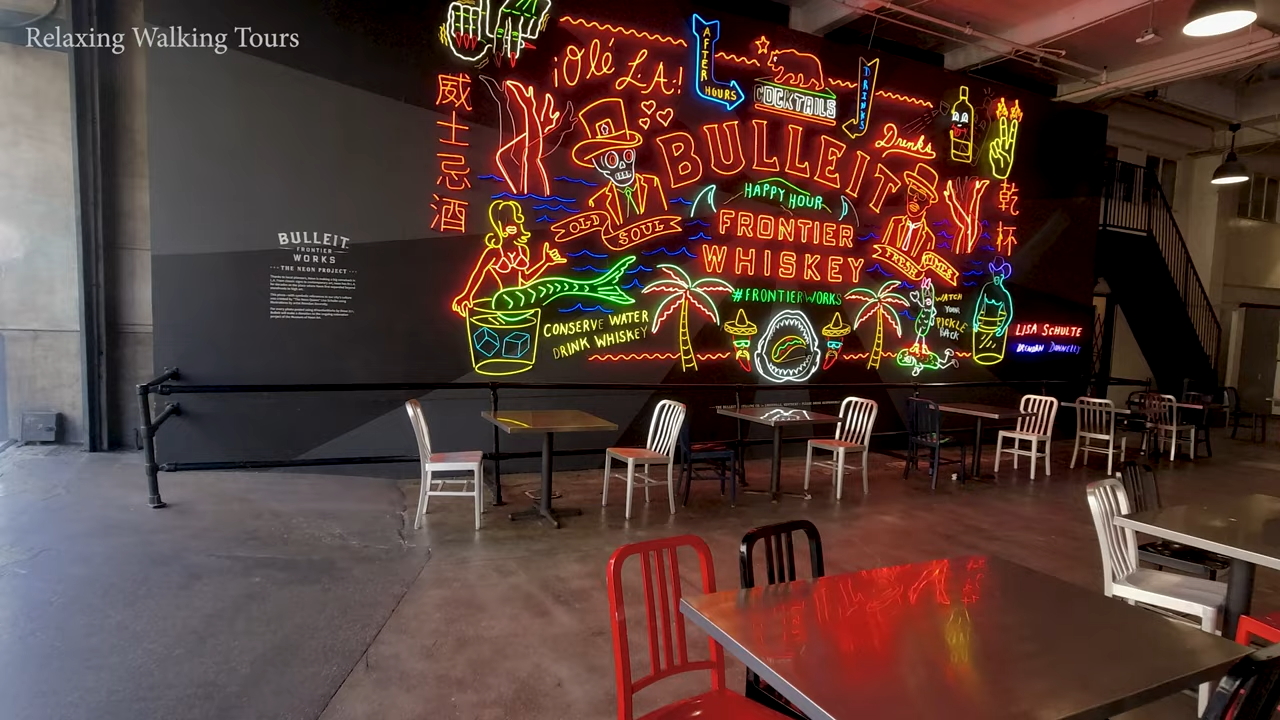 Relaxing Walking Tours
¡Olé L.A.!
AFTER
HOURS
COCKTAILS
DRINKS
威士忌酒
BULLEIT
Drinks
HAPPY HOUR
OLD SOUL
FRONTIER
WHISKEY
FRESH TIMES
乾杯
#FRONTIERWORKS
CONSERVE WATER
DRINK WHISKEY
WATCH
YOUR
PICKLE
BACK
LISA SCHULTE
BRENDAN DONNELLY
BULLEIT
FRONTIER
WORKS
THE NEON PROJECT